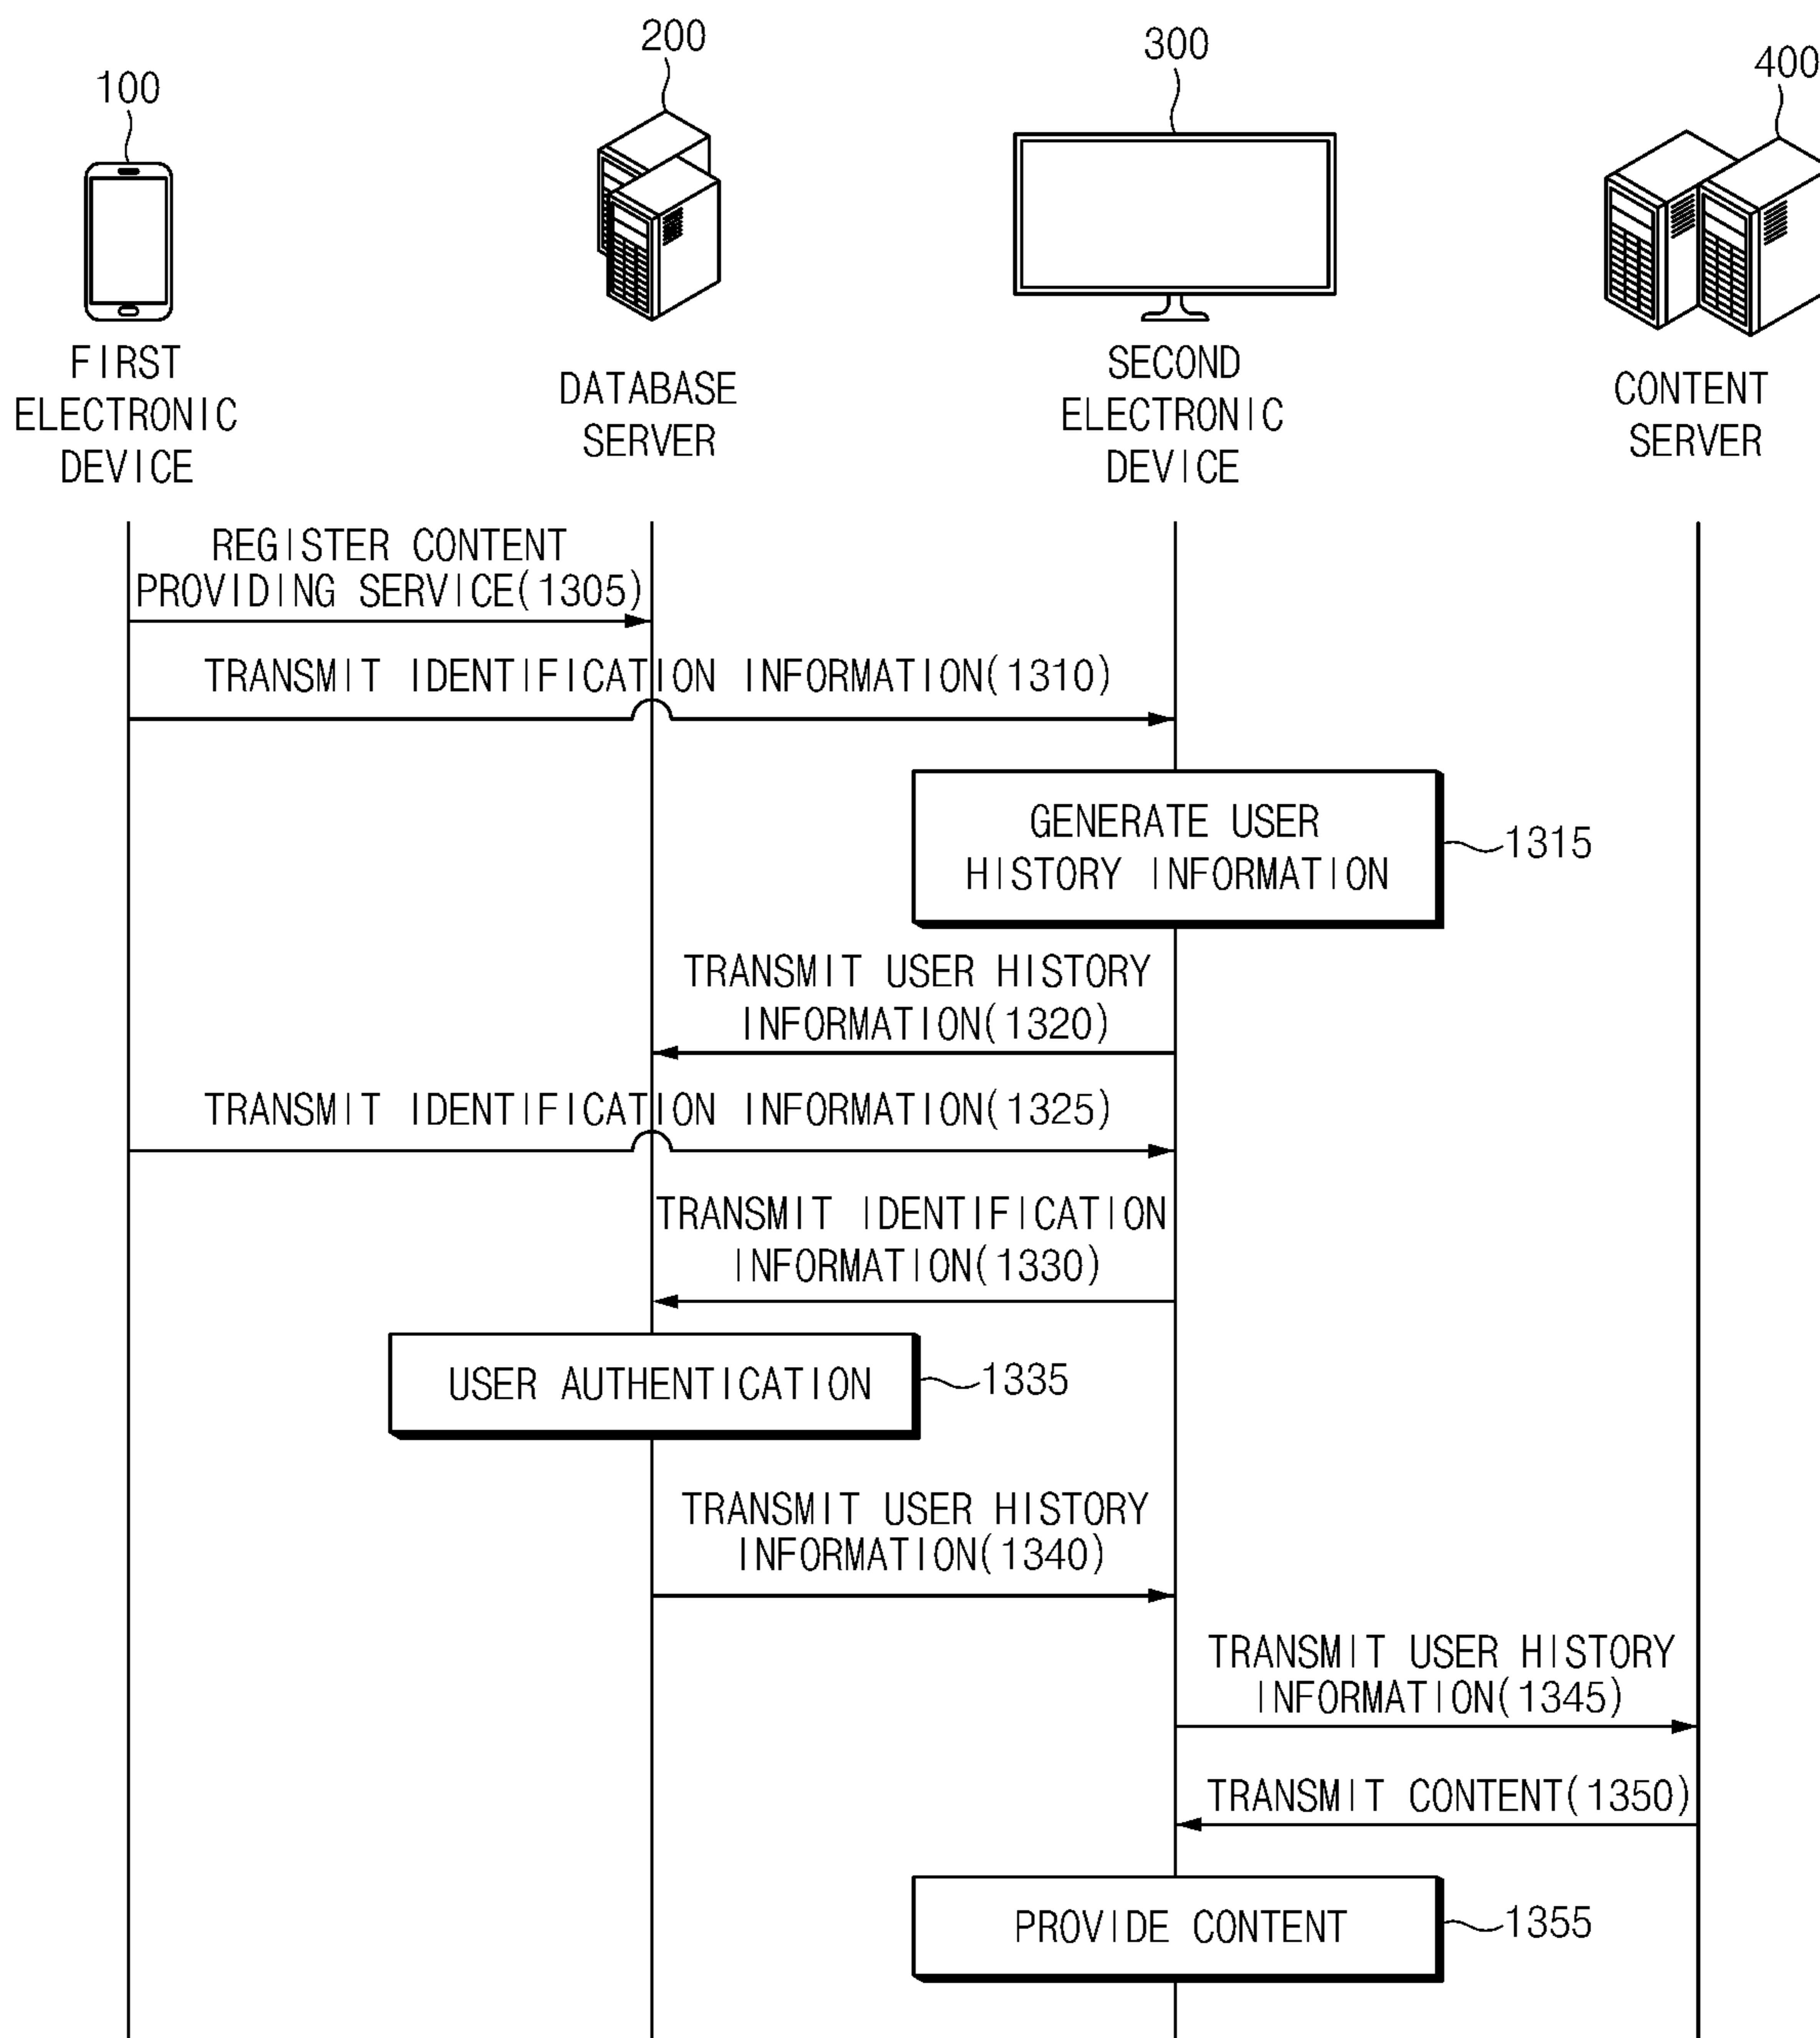 100
200
300
400
FIRST
ELECTRONIC
DEVICE
DATABASE
SERVER
SECOND
ELECTRONIC
DEVICE
CONTENT
SERVER
REGISTER CONTENT
PROVIDING SERVICE(1305)
TRANSMIT IDENTIFICATION INFORMATION(1310)
GENERATE USER
HISTORY INFORMATION
1315
TRANSMIT USER HISTORY
INFORMATION(1320)
TRANSMIT IDENTIFICATION INFORMATION(1325)
TRANSMIT IDENTIFICATION
INFORMATION(1330)
USER AUTHENTICATION
1335
TRANSMIT USER HISTORY
INFORMATION(1340)
TRANSMIT USER HISTORY
INFORMATION(1345)
TRANSMIT CONTENT(1350)
PROVIDE CONTENT
1355